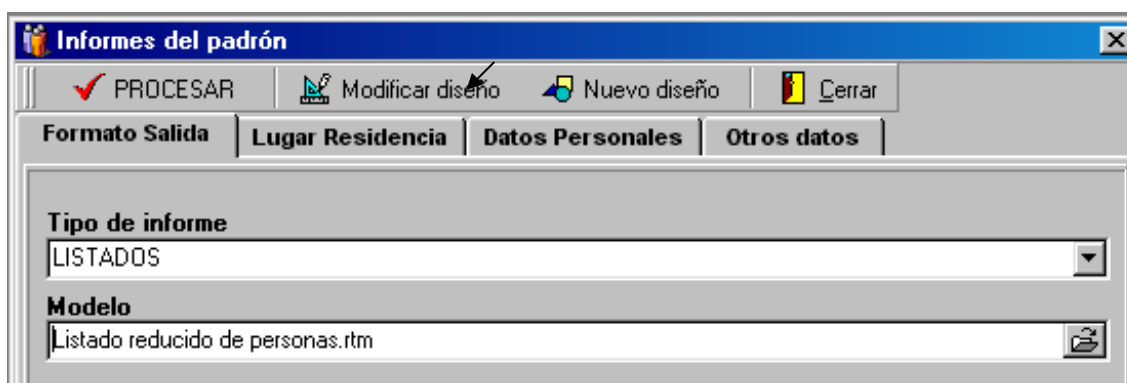 Informes del padrón
PROCESAR Modificar diseño Nuevo diseño Cerrar
Formato Salida Lugar Residencia Datos Personales Otros datos
Tipo de informe
LISTADOS
Modelo
Listado reducido de personas.rtm